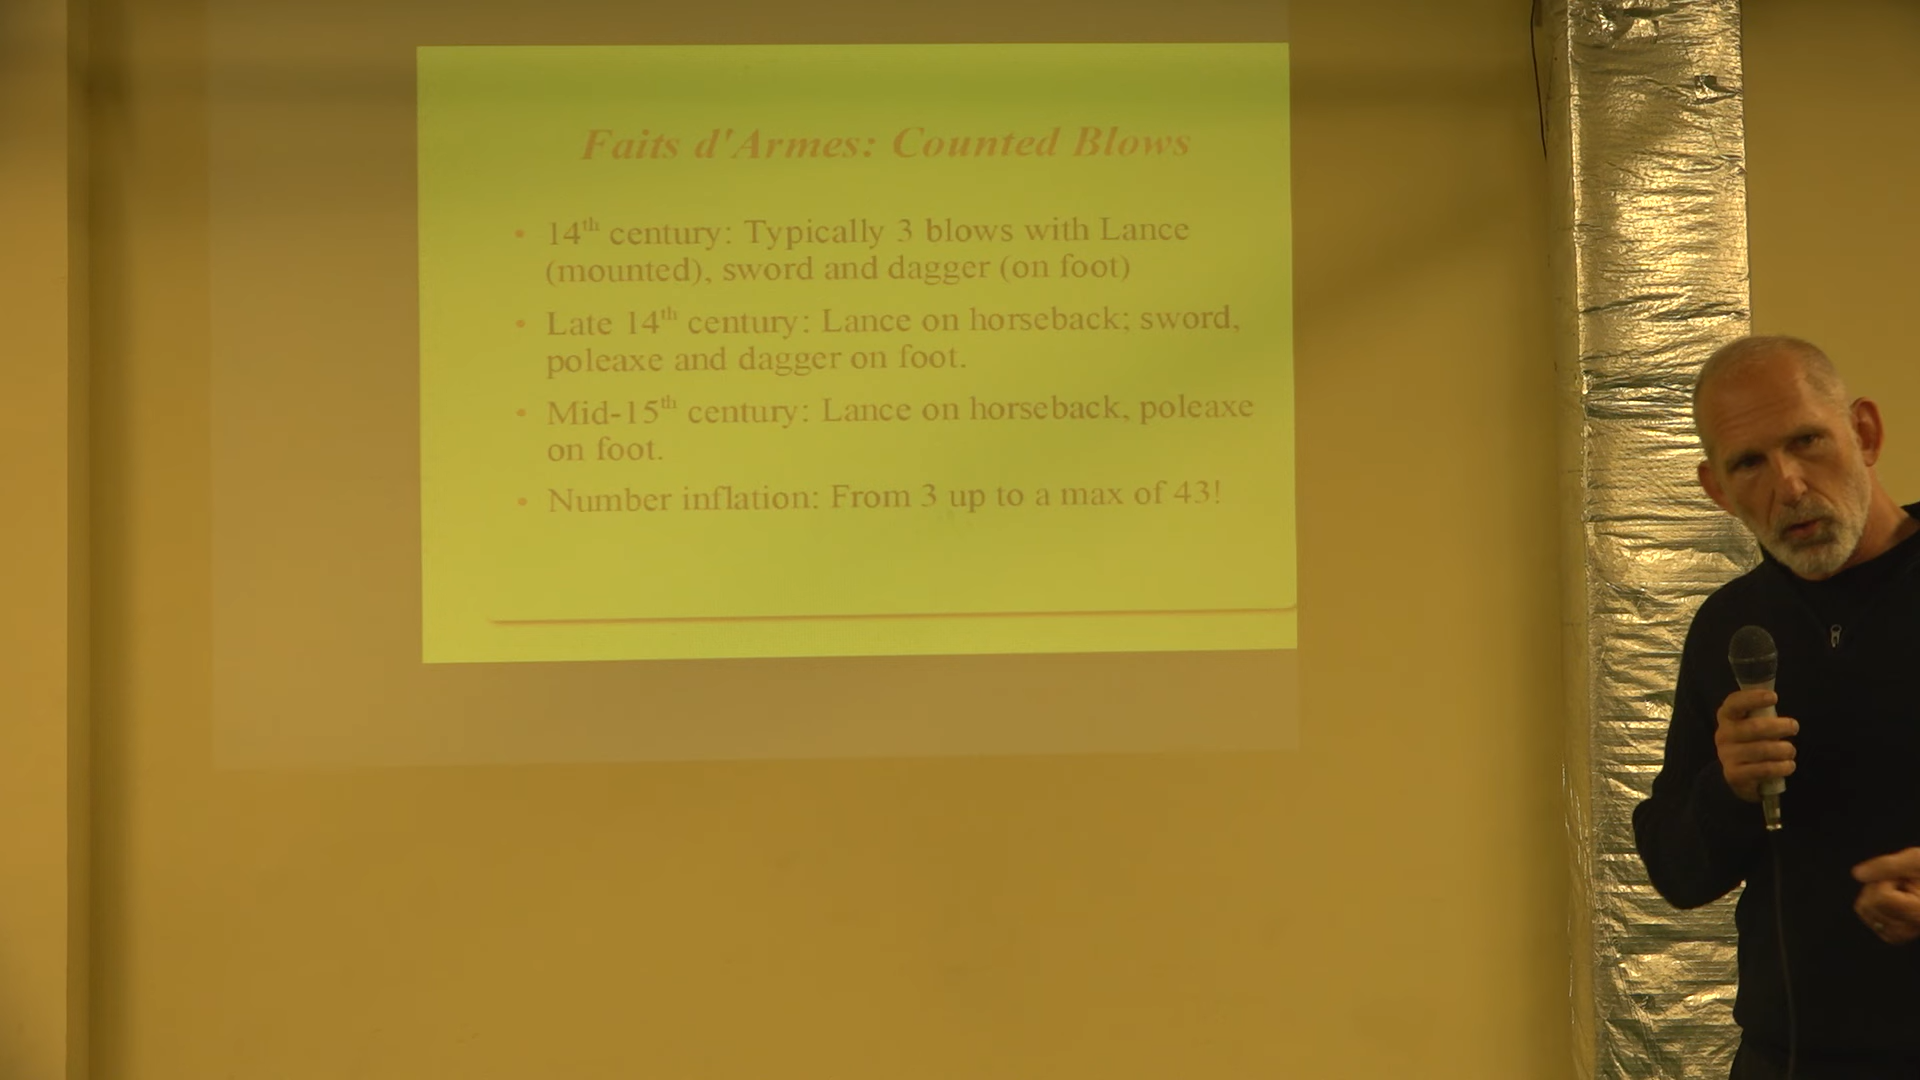 Faits d'Armes: Counted Blows
• 14th century: Typically 3 blows with Lance
(mounted), sword and dagger (on foot)
• Late 14th century: Lance on horseback; sword,
poleaxe and dagger on foot.
• Mid-15th century: Lance on horseback, poleaxe
on foot.
• Number inflation: From 3 up to a max of 43!